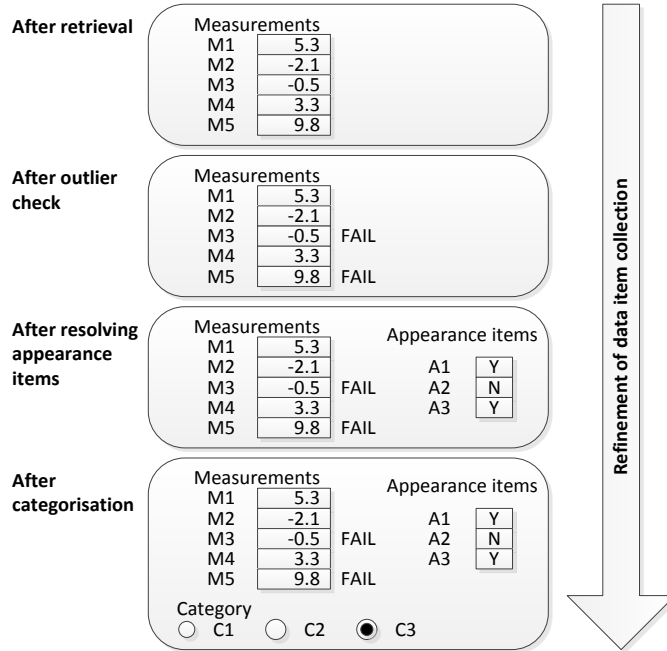 After retrieval
Measurements
M1 5.3
M2 -2.1
M3 -0.5
M4 3.3
M5 9.8
After outlier
check
Measurements
M1 5.3
M2 -2.1
M3 -0.5 FAIL
M4 3.3
M5 9.8 FAIL
After resolving
appearance
items
Measurements
M1 5.3
M2 -2.1
M3 -0.5 FAIL
M4 3.3
M5 9.8 FAIL
Appearance items
A1 Y
A2 N
A3 Y
After
categorisation
Measurements
M1 5.3
M2 -2.1
M3 -0.5 FAIL
M4 3.3
M5 9.8 FAIL
Appearance items
A1 Y
A2 N
A3 Y
Category
C1 C2 C3
Refinement of data item collection